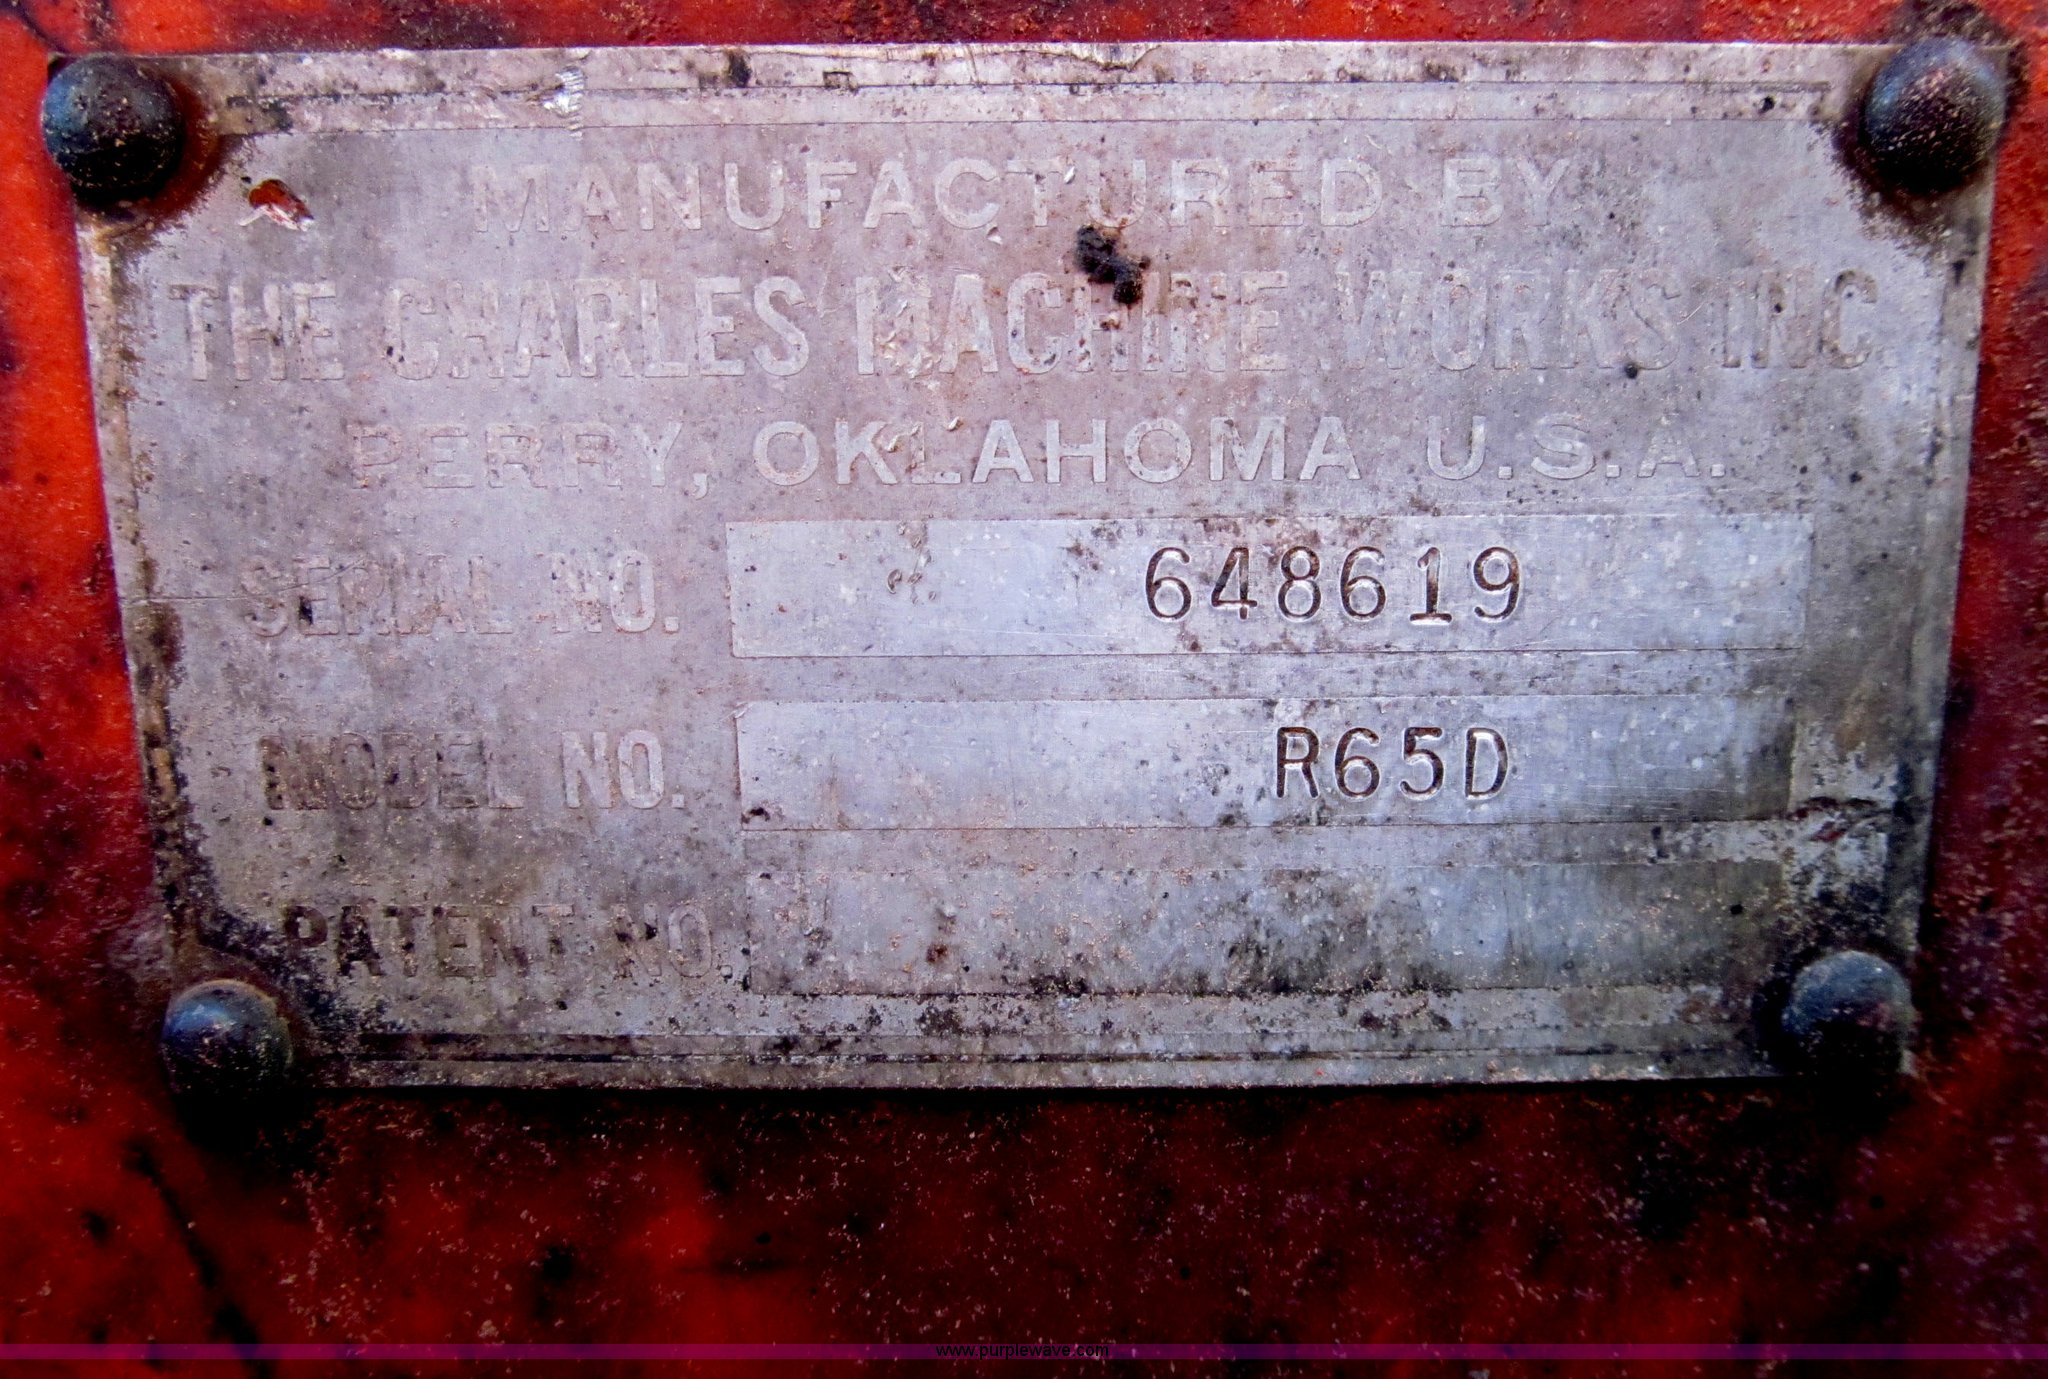 MANUFACTURED BY
THE CHARLES MACHINE WORKS INC.
PERRY, OKLAHOMA U.S.A.
SERIAL NO. 648619
MODEL NO. R65D
PATENT NO.
www.purplewave.com